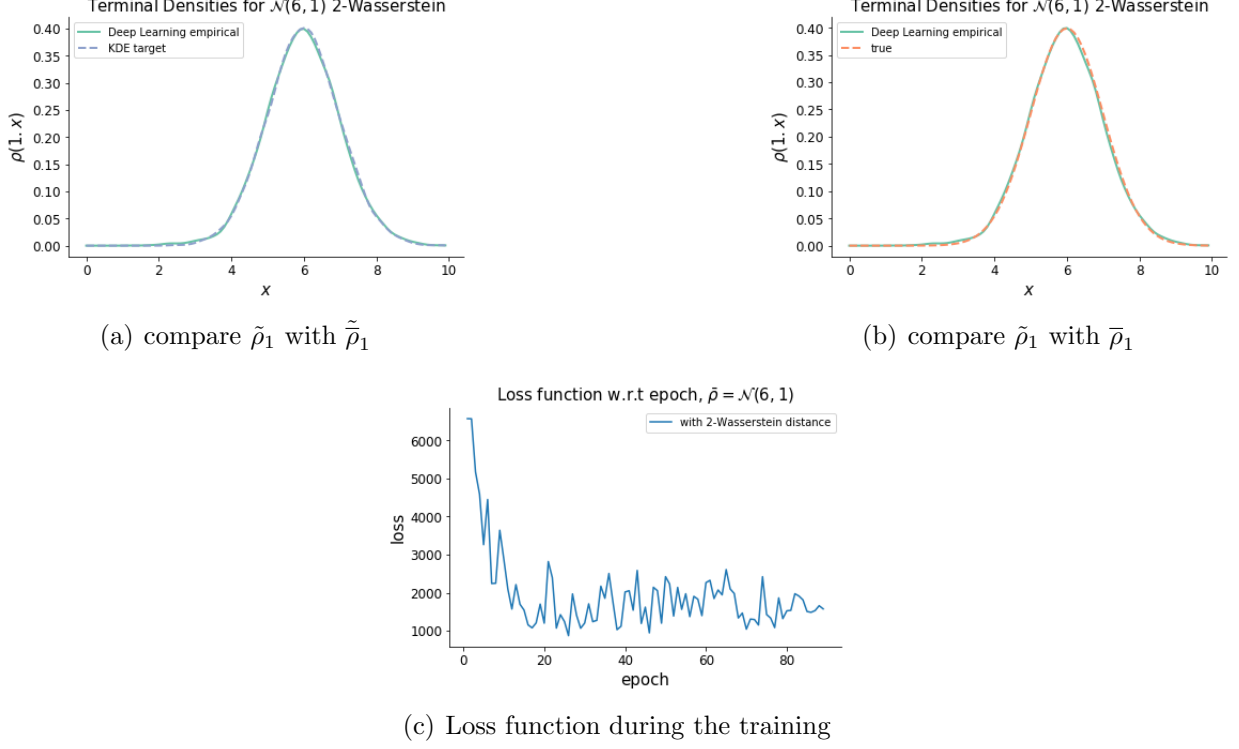 Terminal Densities for 𝒩(6, 1) 2-Wasserstein
Deep Learning empirical
KDE target
0.40
0.35
0.30
0.25
0.20
0.15
0.10
0.05
0.00
ρ(1. x)
0 2 4 6 8 10
x
(a) compare ρ̃₁ with ρ̅̃₁
Terminal Densities for 𝒩(6, 1) 2-Wasserstein
Deep Learning empirical
true
0.40
0.35
0.30
0.25
0.20
0.15
0.10
0.05
0.00
ρ(1. x)
0 2 4 6 8 10
x
(b) compare ρ̃₁ with ρ̅₁
Loss function w.r.t epoch, ρ̄ = 𝒩(6, 1)
with 2-Wasserstein distance
6000
5000
4000
3000
2000
1000
loss
0 20 40 60 80
epoch
(c) Loss function during the training